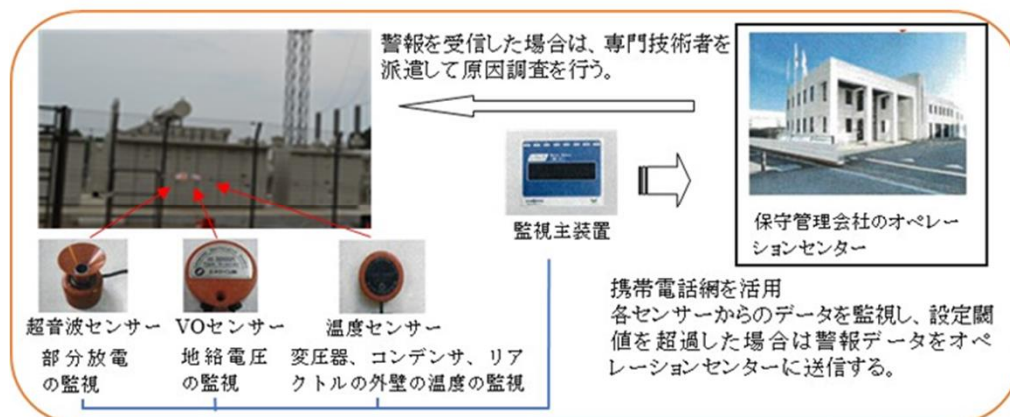 警報を受信した場合は、専門技術者を
派遣して原因調査を行う。
監視主装置
保守管理会社のオペレー
ションセンター
超音波センサー
部分放電
の監視
VOセンサー
地絡電圧
の監視
温度センサー
変圧器、コンデンサ、リア
クトルの外壁の温度の監視
携帯電話網を活用
各センサーからのデータを監視し、設定閾
値を超過した場合は警報データをオペ
レーションセンターに送信する。